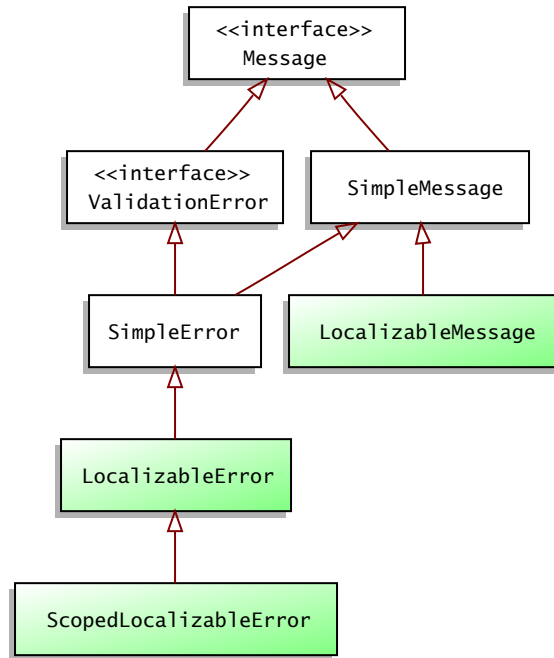 <<interface>>
Message
<<interface>>
ValidationError
SimpleMessage
SimpleError
LocalizableMessage
LocalizableError
ScopedLocalizableError